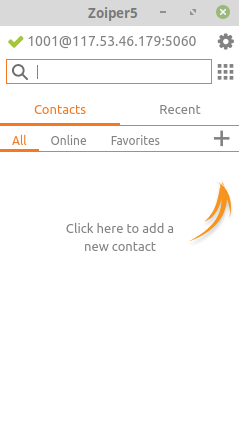 Zoiper5
1001@117.53.46.179:5060
Contacts Recent
All Online Favorites
Click here to add a
new contact